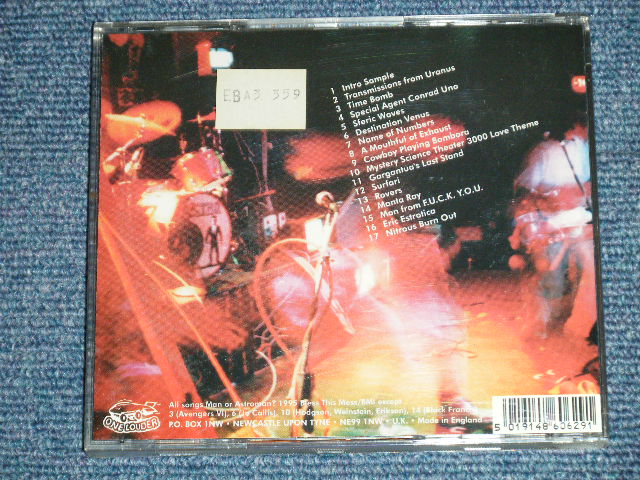 EBA3 359
1 Intro Sample
2 Transmissions from Uranus
3 Time Bomb
4 Special Agent Conrad Uno
5 Sferic Waves
6 Destination Venus
7 Name of Numbers
8 A Mouthful of Exhaust
9 Cowboy Playing Bombora
10 Mystery Science Theater 3000 Love Theme
11 Gargantua's Last Stand
12 Surfari
13 Rovers
14 Manta Ray
15 Man from F.U.C.K. Y.O.U.
16 Eric Estrotica
17 Nitrous Burn Out
ONE LOUDER
All songs Man or Astroman? 1995 Bless This Mess/BMI except
3 (Avengers VI), 6 (Jo Callis), 10 (Hodgson, Weinstein, Erikson), 14 (Black Francis)
P.O. BOX 1NW • NEWCASTLE UPON TYNE • NE99 1NW • U.K. • Made in England
5 019148 606291